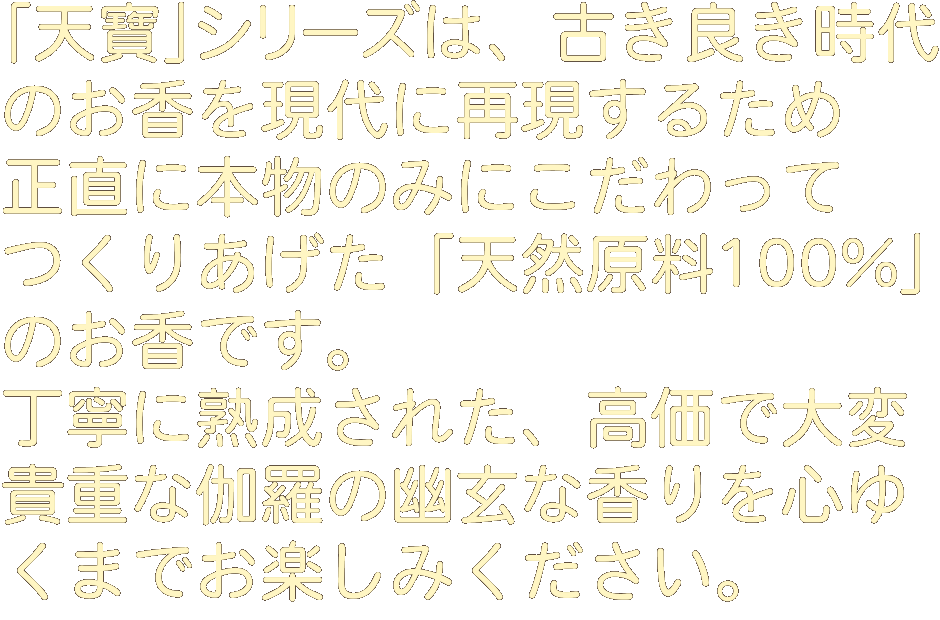 「天寶」シリーズは、 古き良き時代
のお香を現代に再現するため
正直に本物のみにこだわって
つくりあげた 「天然原料100%」
のお香です。
丁寧に熟成された、高価で大変
貴重な伽羅の幽玄な香りを心ゆ
くまでお楽しみください。